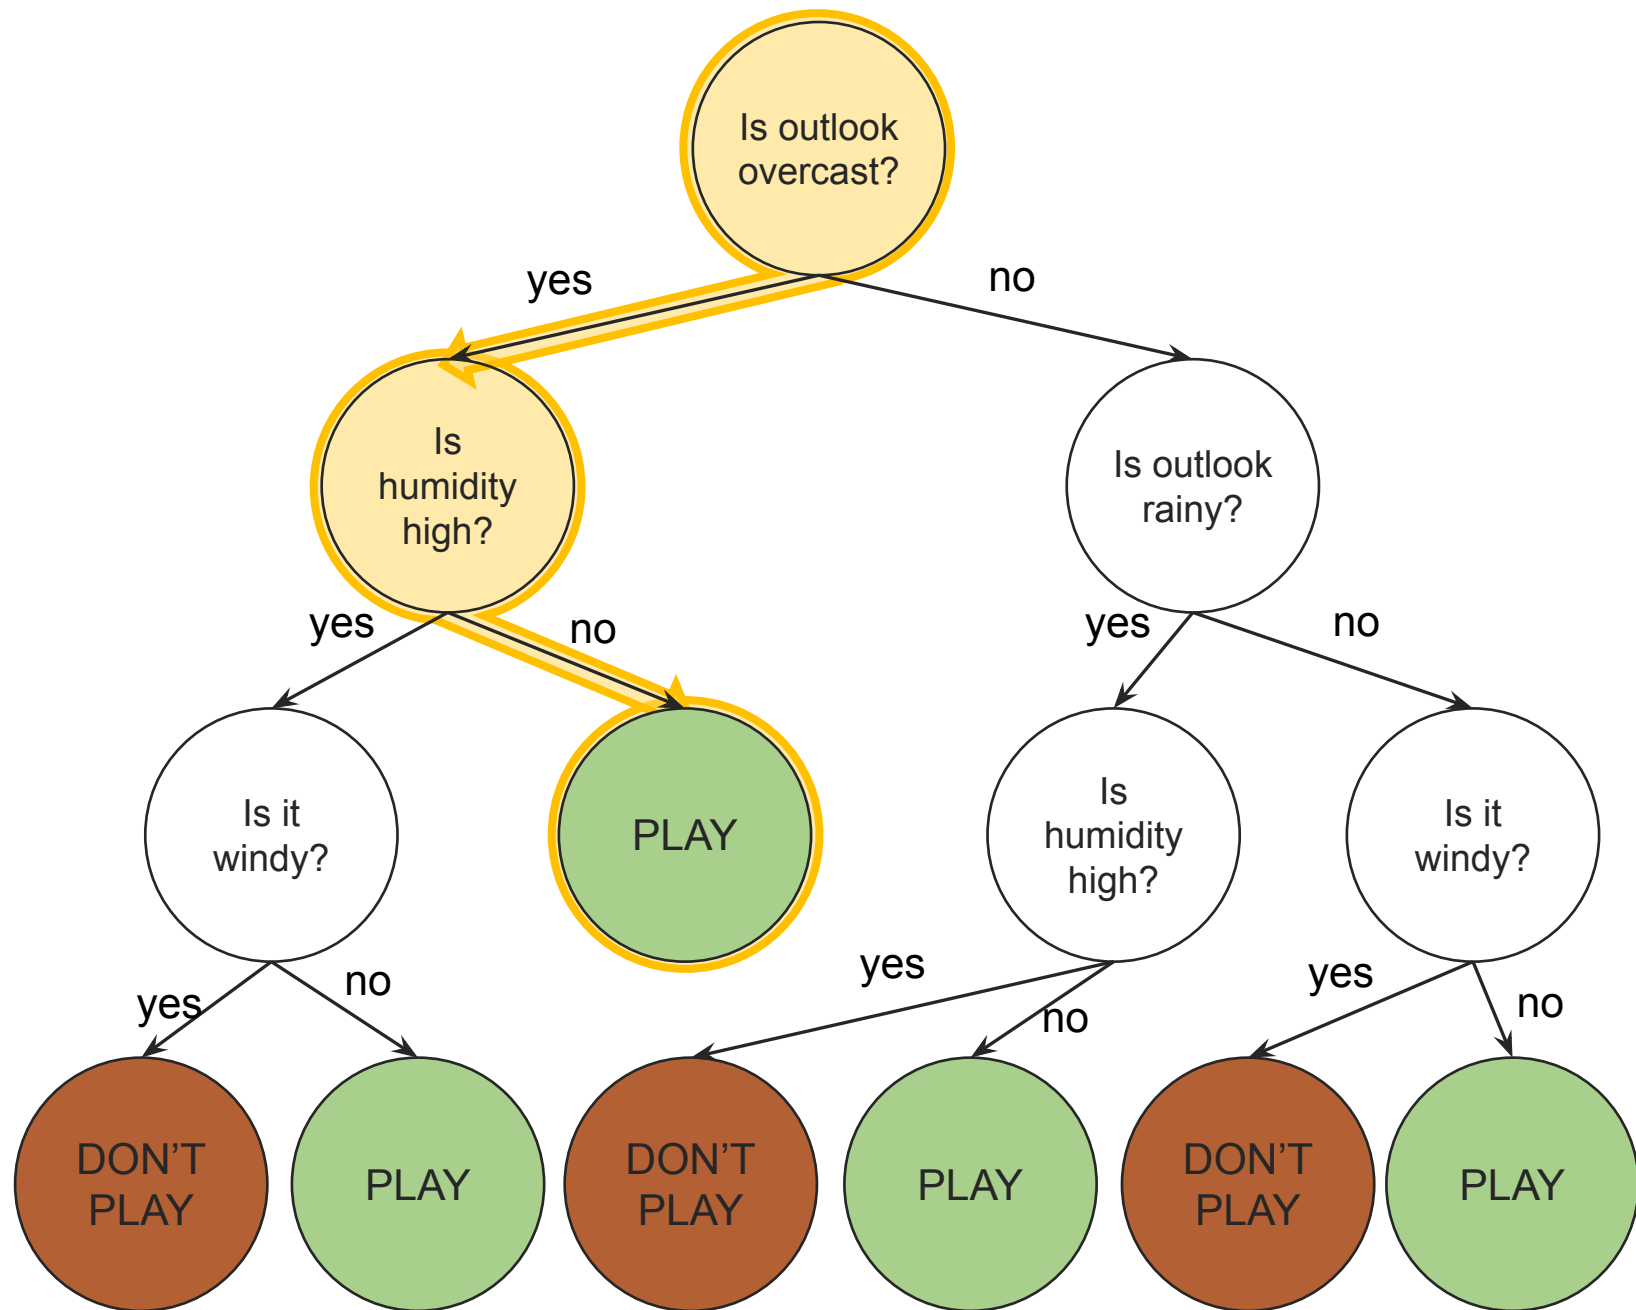 Is outlook
overcast?
yes
no
Is
humidity
high?
Is outlook
rainy?
yes
no
yes
no
Is it
windy?
PLAY
Is
humidity
high?
Is it
windy?
yes
no
yes
no
yes
no
DON’T
PLAY
PLAY
DON’T
PLAY
PLAY
DON’T
PLAY
PLAY